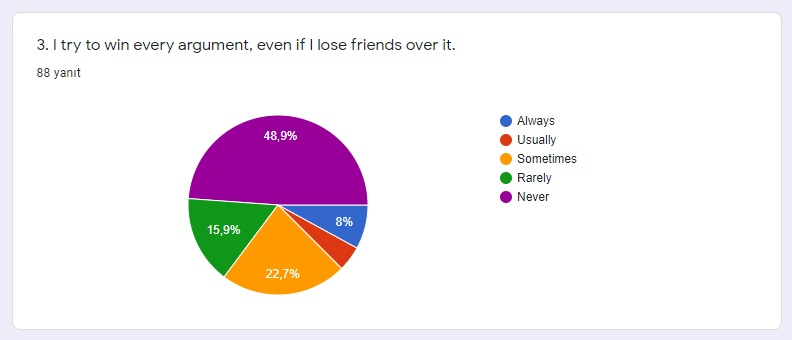 3. I try to win every argument, even if I lose friends over it.
88 yanıt
48,9%
Always
Usually
Sometimes
Rarely
Never
8%
15,9%
22,7%